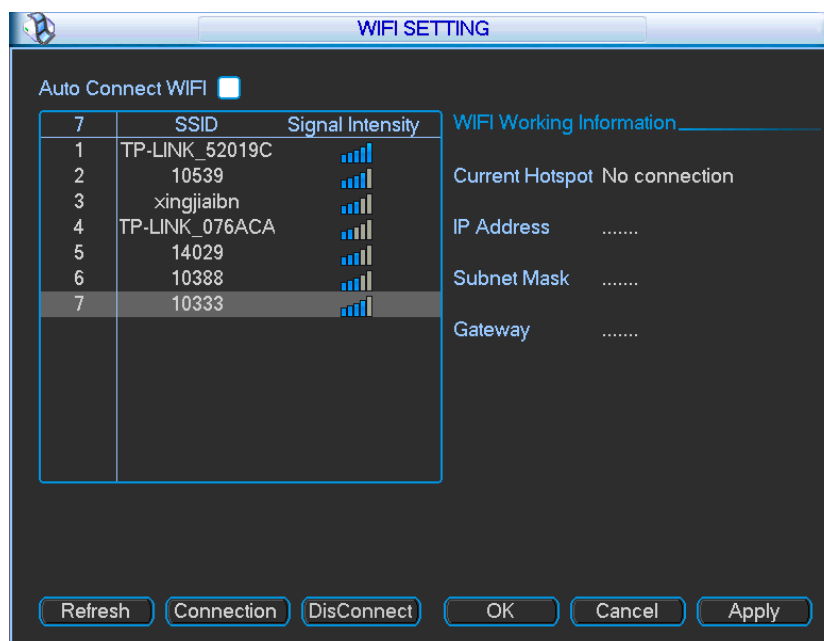 WIFI SETTING
Auto Connect WIFI
7 SSID Signal Intensity
1 TP-LINK_52019C
2 10539
3 xingjiaibn
4 TP-LINK_076ACA
5 14029
6 10388
7 10333
WIFI Working Information
Current Hotspot No connection
IP Address .......
Subnet Mask .......
Gateway .......
Refresh Connection DisConnect OK Cancel Apply